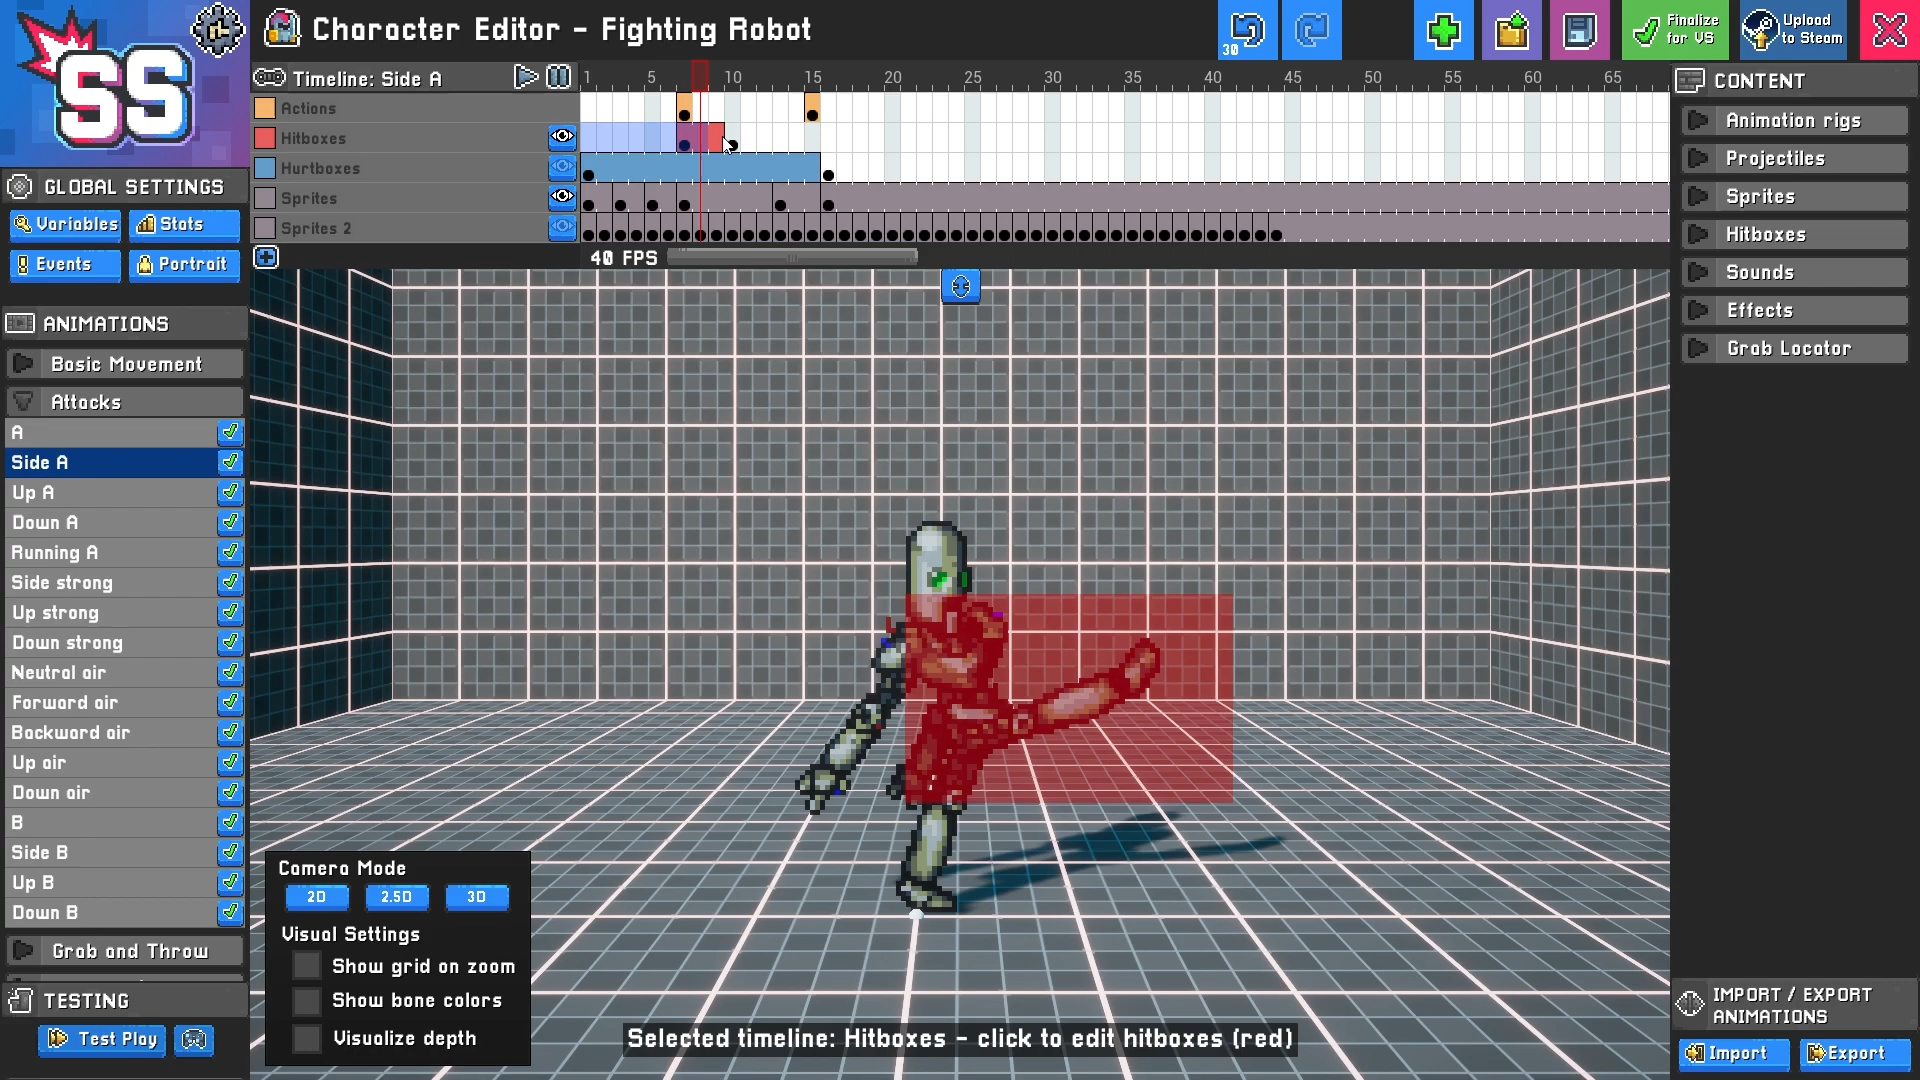 SS
Character Editor - Fighting Robot
30
Finalize
for VS
Upload
to Steam
Timeline: Side A
1 5 10 15 20 25 30 35 40 45 50 55 60 65
Actions
Hitboxes
Hurtboxes
Sprites
Sprites 2
40 FPS
GLOBAL SETTINGS
Variables
Stats
Events
Portrait
ANIMATIONS
Basic Movement
Attacks
A
Side A
Up A
Down A
Running A
Side strong
Up strong
Down strong
Neutral air
Forward air
Backward air
Up air
Down air
B
Side B
Up B
Down B
Grab and Throw
TESTING
Test Play
Camera Mode
2D
2.5D
3D
Visual Settings
Show grid on zoom
Show bone colors
Visualize depth
Selected timeline: Hitboxes - click to edit hitboxes (red)
CONTENT
Animation rigs
Projectiles
Sprites
Hitboxes
Sounds
Effects
Grab Locator
IMPORT / EXPORT
ANIMATIONS
Import
Export